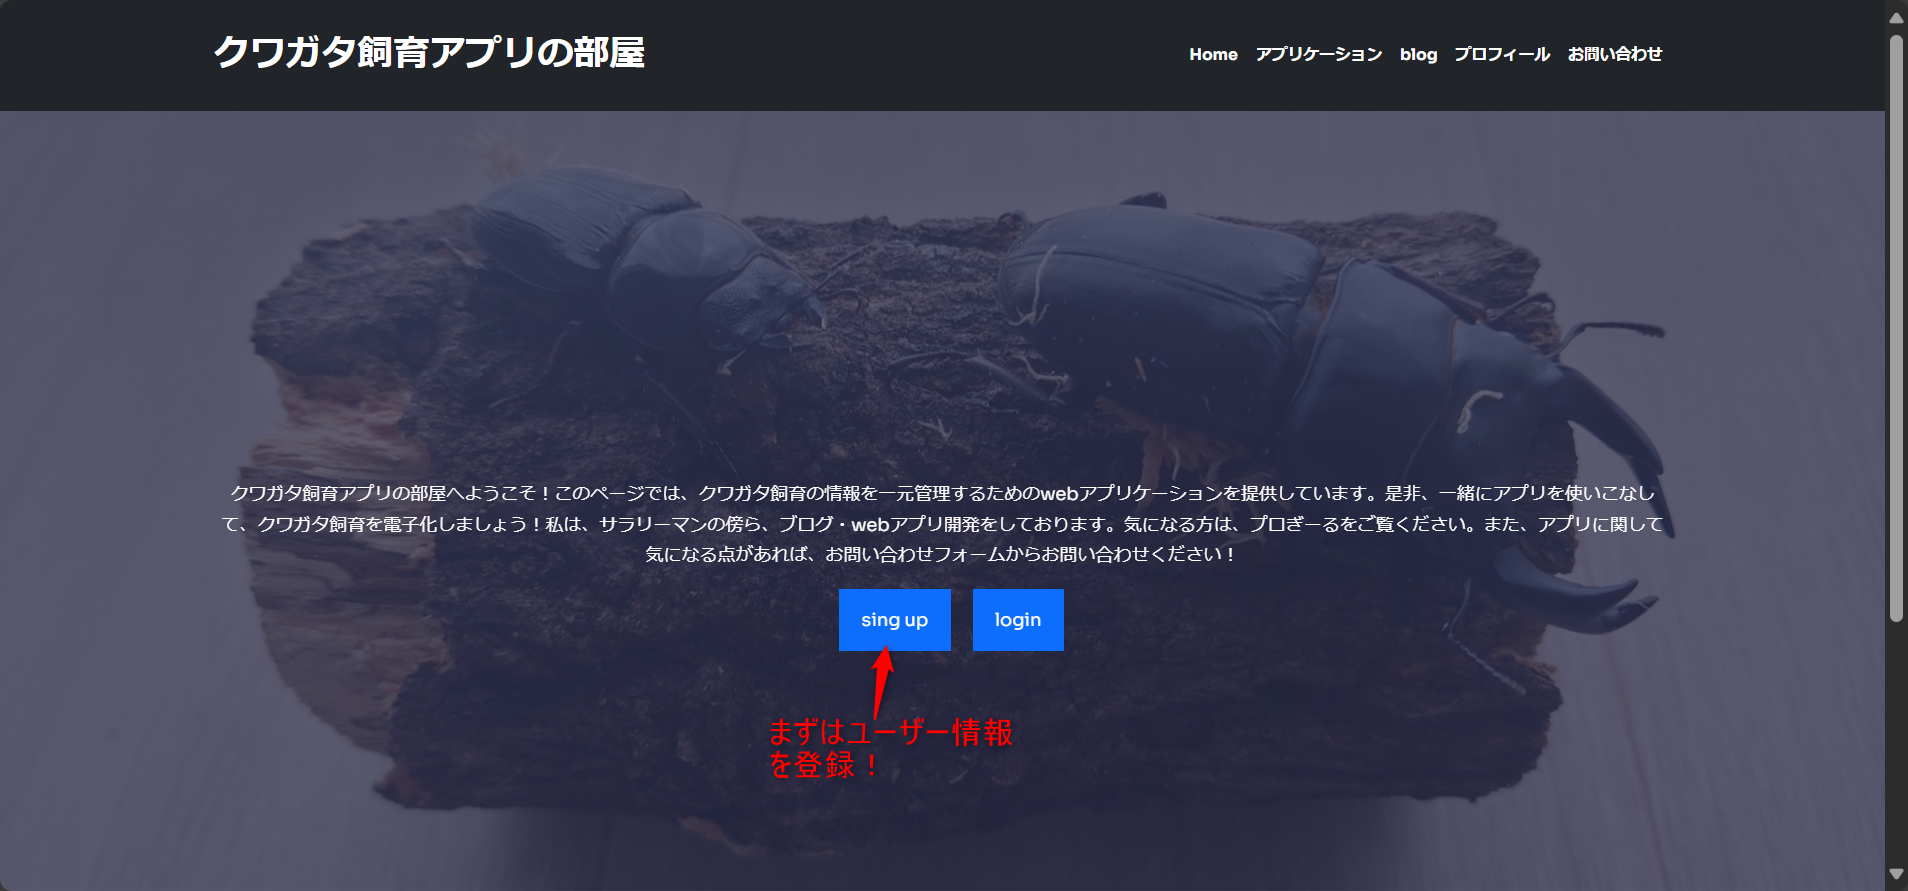 クワガタ飼育アプリの部屋
Home アプリケーション blog プロフィール お問い合わせ
クワガタ飼育アプリの部屋へようこそ！このページでは、クワガタ飼育の情報を一元管理するためのwebアプリケーションを提供しています。是非、一緒にアプリを使いこなし
て、クワガタ飼育を電子化しましょう！私は、サラリーマンの傍ら、ブログ・webアプリ開発をしております。気になる方は、プロぎーるをご覧ください。また、アプリに関して
気になる点があれば、お問い合わせフォームからお問い合わせください！
sing up login
まずはユーザー情報
を登録！